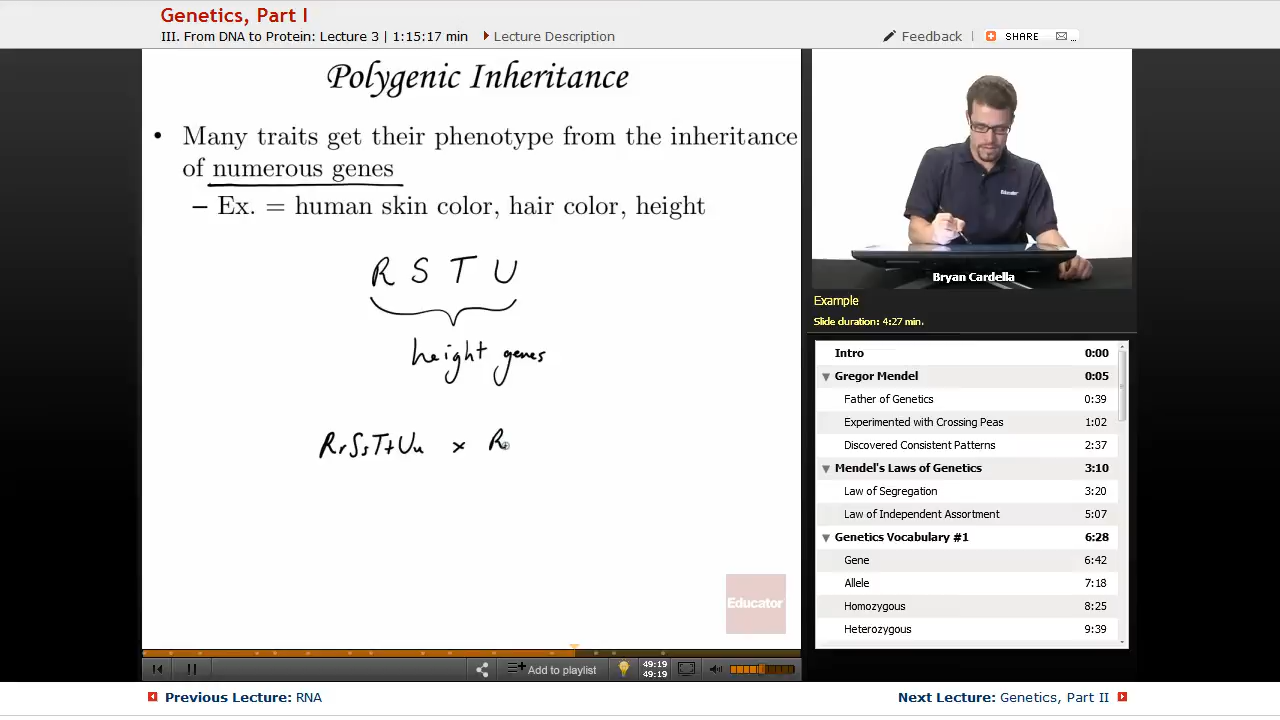 Genetics, Part I
III. From DNA to Protein: Lecture 3 | 1:15:17 min Lecture Description
Feedback | SHARE ...
Polygenic Inheritance
• Many traits get their phenotype from the inheritance
of numerous genes
– Ex. = human skin color, hair color, height
R S T U
height genes
RrSsTtUu × R
Educator
Educator
Bryan Cardella
Example
Slide duration: 4:27 min.
Intro 0:00
Gregor Mendel 0:05
Father of Genetics 0:39
Experimented with Crossing Peas 1:02
Discovered Consistent Patterns 2:37
Mendel's Laws of Genetics 3:10
Law of Segregation 3:20
Law of Independent Assortment 5:07
Genetics Vocabulary #1 6:28
Gene 6:42
Allele 7:18
Homozygous 8:25
Heterozygous 9:39
Add to playlist
49:19
49:19
Previous Lecture: RNA
Next Lecture: Genetics, Part II